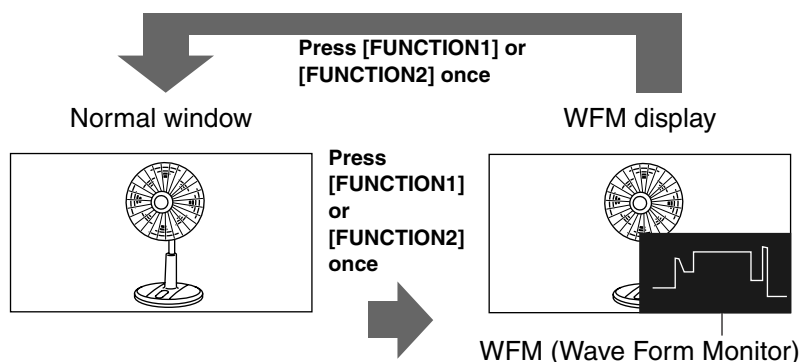 Press [FUNCTION1] or
[FUNCTION2] once
Normal window
WFM display
Press
[FUNCTION1]
or
[FUNCTION2]
once
WFM (Wave Form Monitor)